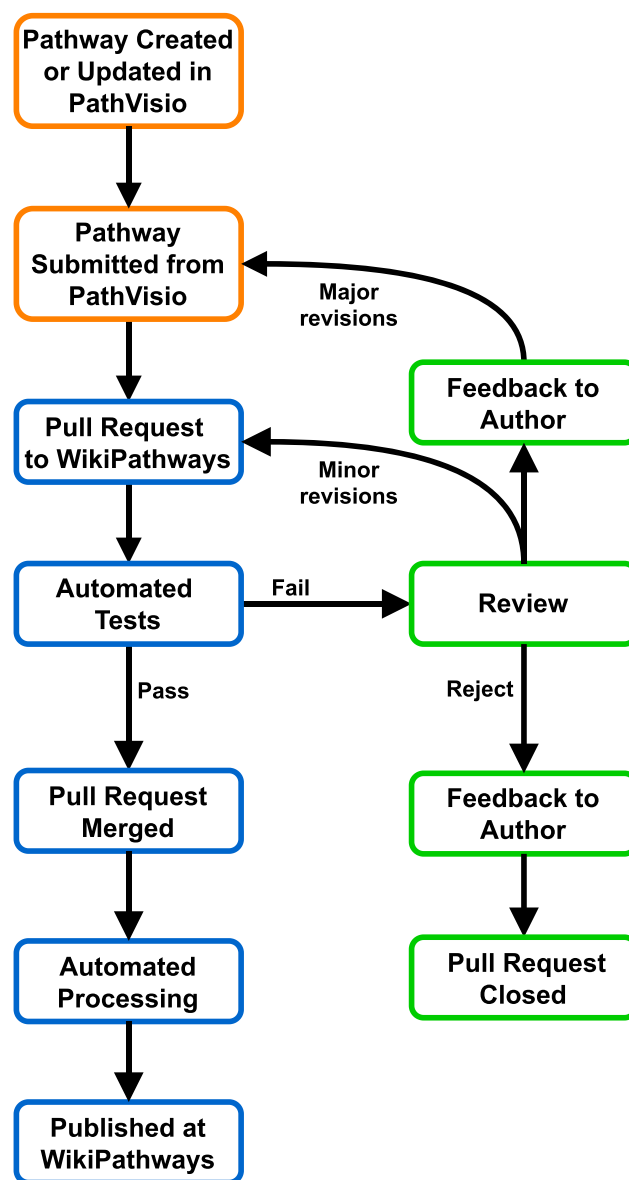 Pathway Created
or Updated in
PathVisio
Pathway
Submitted from
PathVisio
Major
revisions
Feedback to
Author
Pull Request
to WikiPathways
Minor
revisions
Automated
Tests
Fail
Review
Pass
Reject
Pull Request
Merged
Feedback to
Author
Automated
Processing
Pull Request
Closed
Published at
WikiPathways